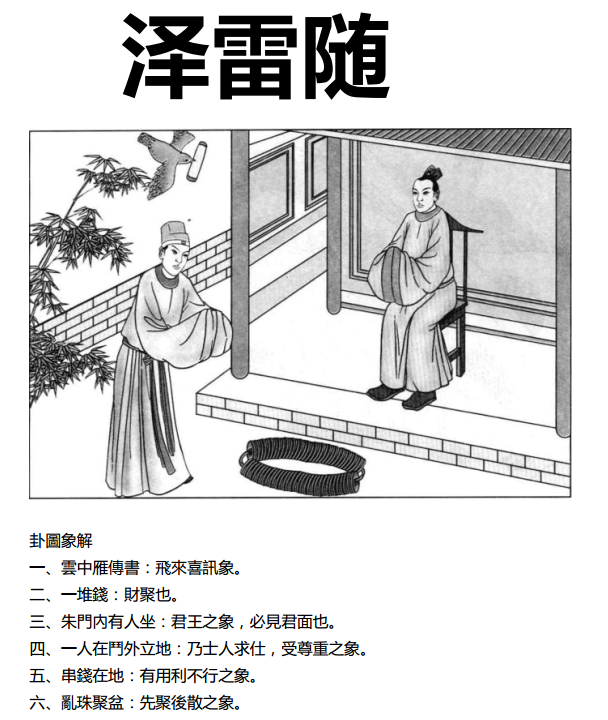 泽雷随
卦圖象解
一、雲中雁傳書：飛來喜訊象。
二、一堆錢：財聚也。
三、朱門內有人坐：君王之象，必見君面也。
四、一人在鬥外立地：乃士人求仕，受尊重之象。
五、串錢在地：有用利不行之象。
六、亂珠聚盆：先聚後散之象。